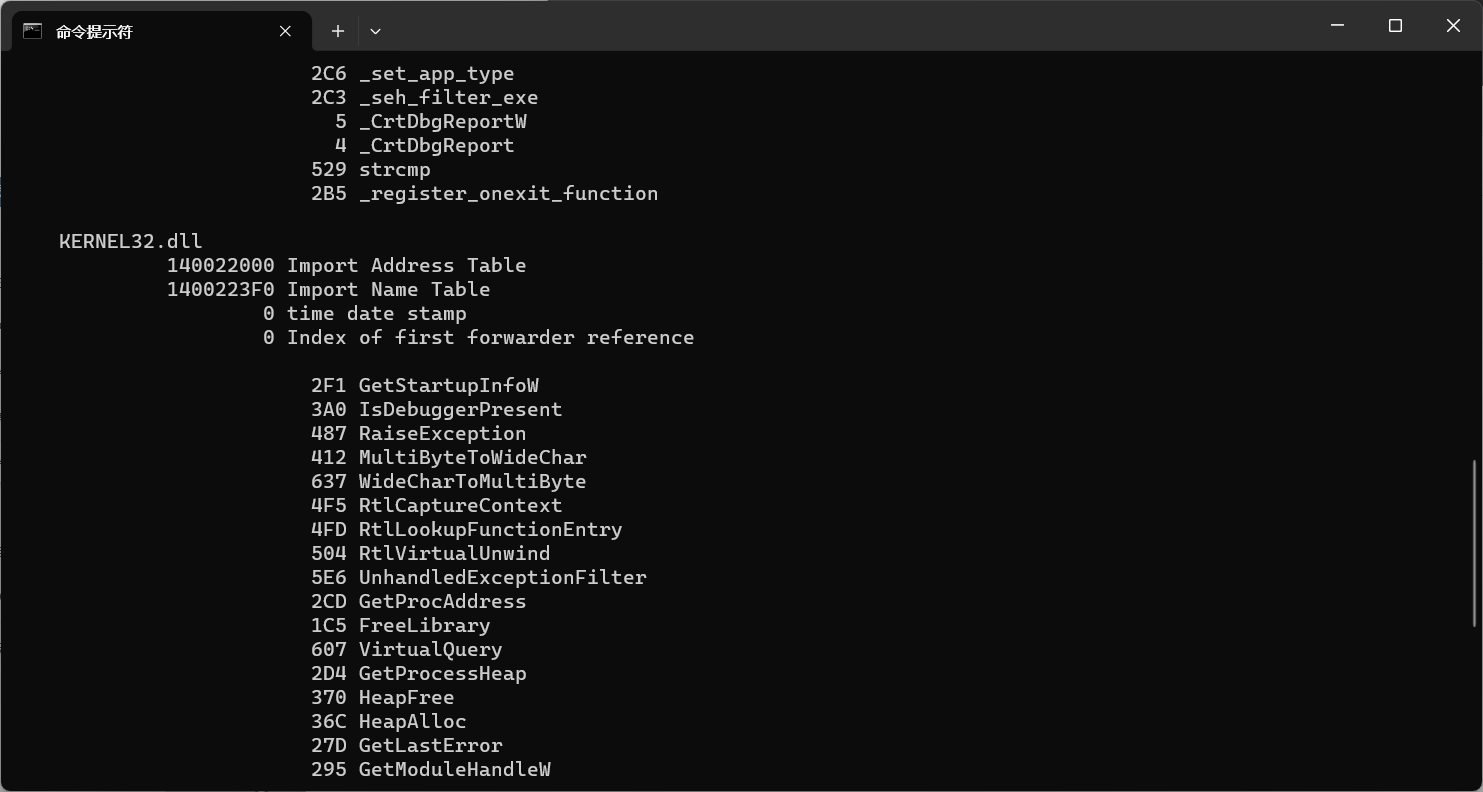 命令提示符
2C6 _set_app_type
2C3 _seh_filter_exe
5 _CrtDbgReportW
4 _CrtDbgReport
529 strcmp
2B5 _register_onexit_function
KERNEL32.dll
140022000 Import Address Table
1400223F0 Import Name Table
0 time date stamp
0 Index of first forwarder reference
2F1 GetStartupInfoW
3A0 IsDebuggerPresent
487 RaiseException
412 MultiByteToWideChar
637 WideCharToMultiByte
4F5 RtlCaptureContext
4FD RtlLookupFunctionEntry
504 RtlVirtualUnwind
5E6 UnhandledExceptionFilter
2CD GetProcAddress
1C5 FreeLibrary
607 VirtualQuery
2D4 GetProcessHeap
370 HeapFree
36C HeapAlloc
27D GetLastError
295 GetModuleHandleW